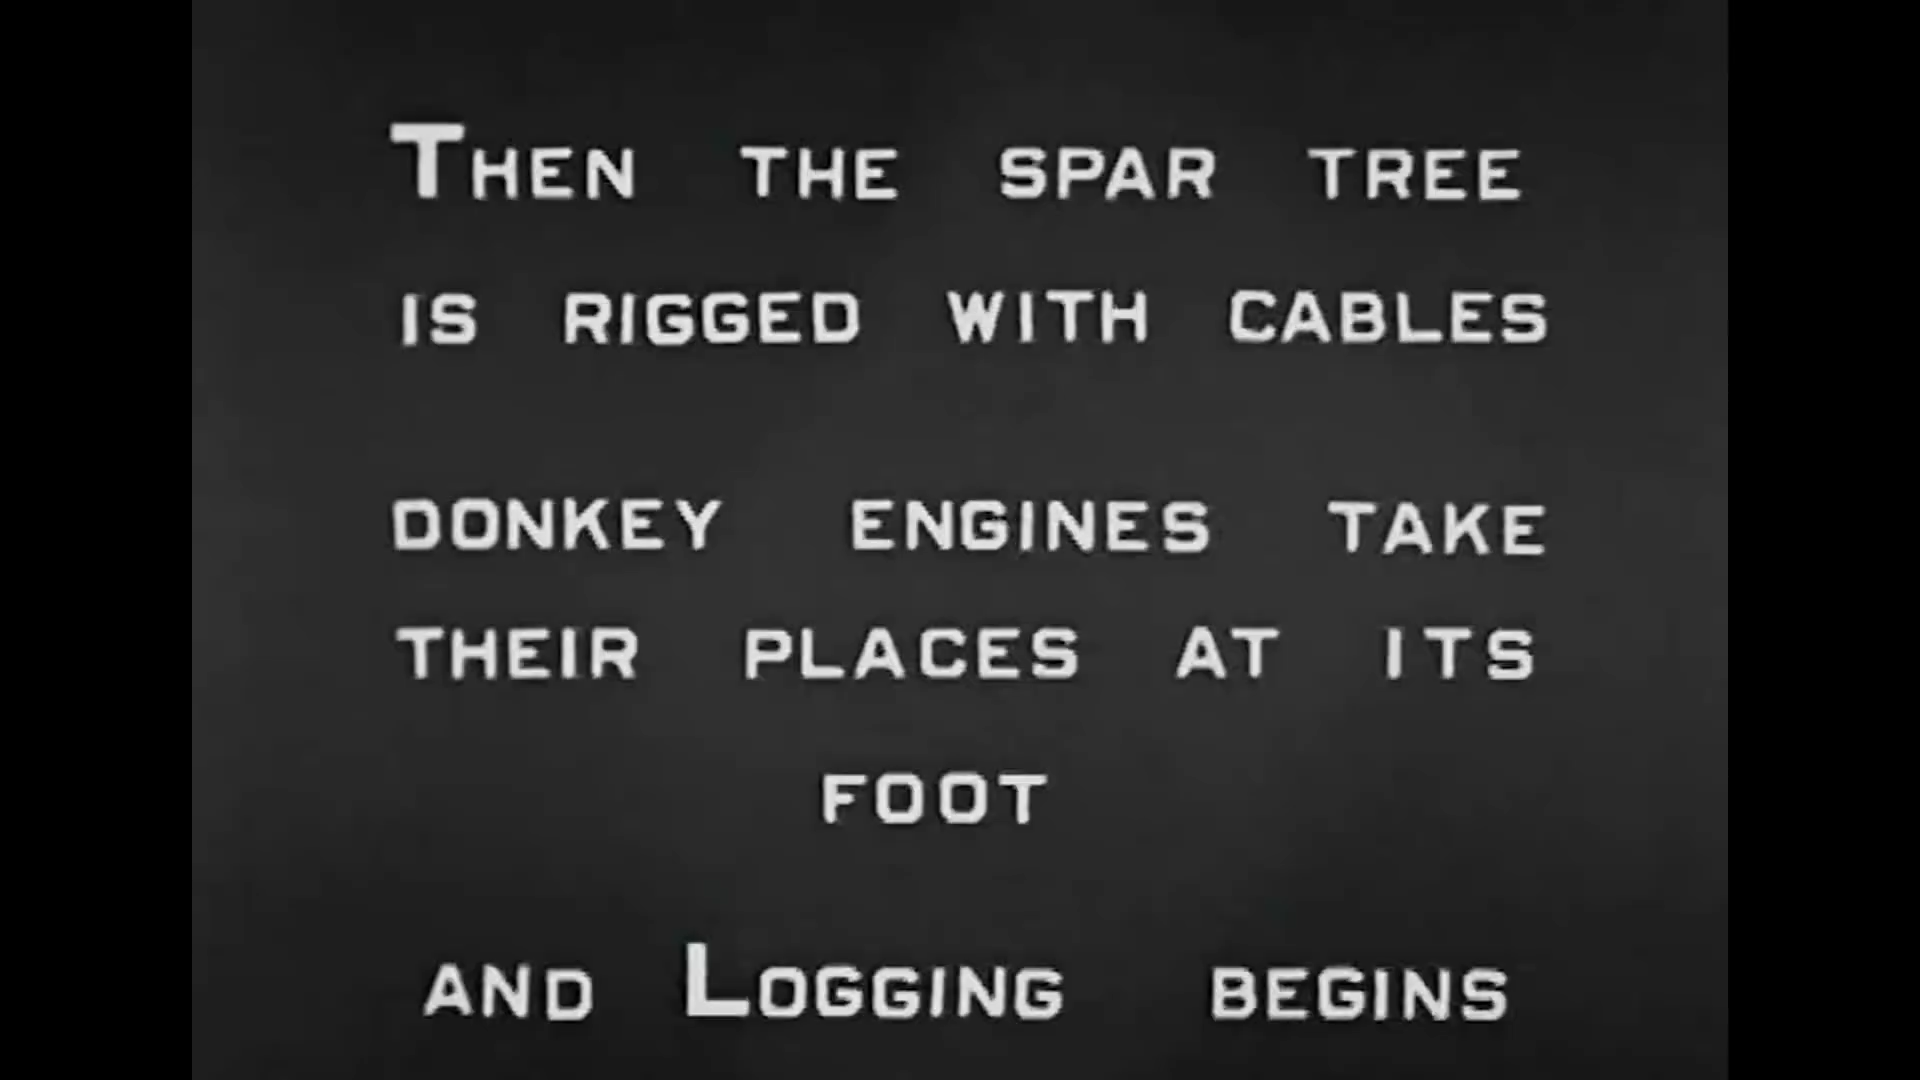 THEN THE SPAR TREE
IS RIGGED WITH CABLES
DONKEY ENGINES TAKE
THEIR PLACES AT ITS
FOOT
AND LOGGING BEGINS